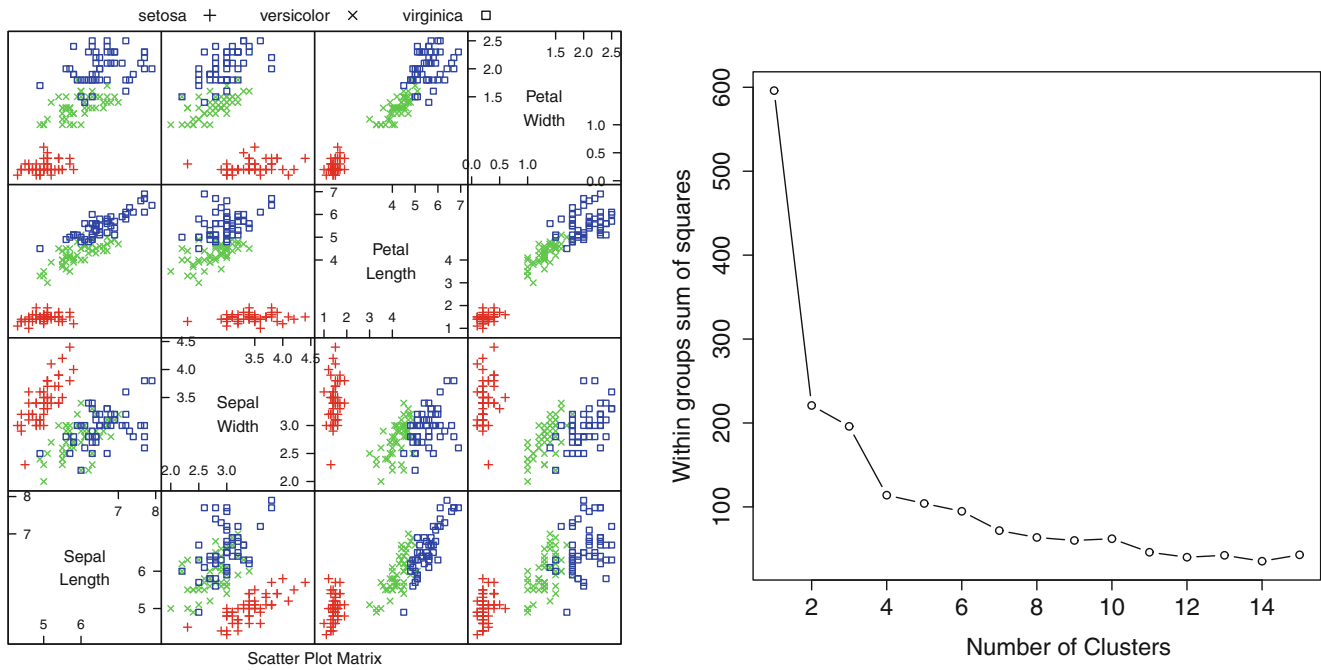 setosa + versicolor × virginica □
2.5 1.5 2.0 2.5
2.0
1.5 Petal
Width
1.0
0.5
0.0 0.5 1.0 0.0
7 4 5 6 7
6
5 Petal
4 Length 4
3
2
1 2 3 4 1
4.5 3.5 4.0 4.5
4.0
3.5 Sepal
Width
3.0
2.5
2.0 2.5 3.0 2.0
8 7 8
7
Sepal
Length 6
5
5 6
Scatter Plot Matrix
600
500
400
300
200
100
Within groups sum of squares
2 4 6 8 10 12 14
Number of Clusters